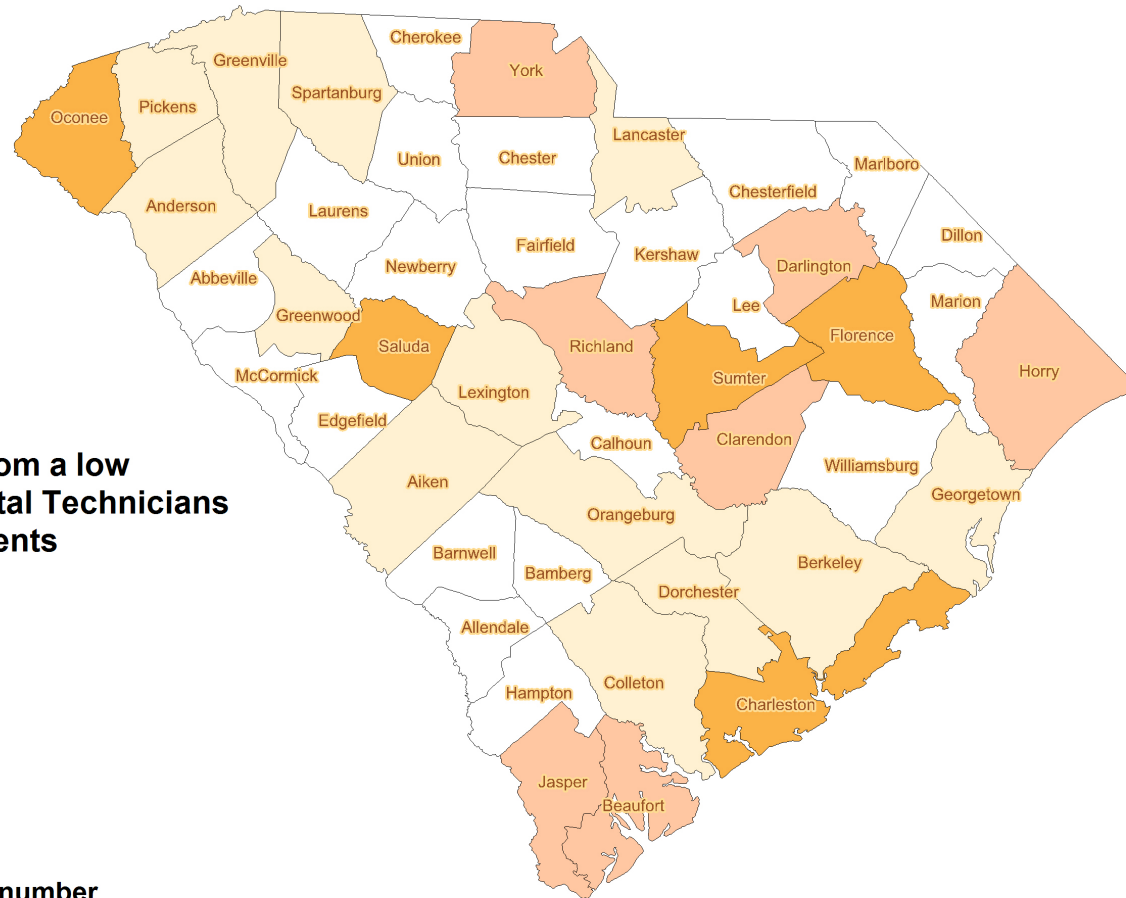 Cherokee
Greenville
York
Spartanburg
Pickens
Oconee
Lancaster
Union
Chester
Marlboro
Chesterfield
Anderson
Laurens
Dillon
Fairfield
Kershaw
Newberry
Darlington
Abbeville
Marion
Lee
Greenwood
Florence
Saluda
Richland
Horry
McCormick
Sumter
Lexington
Edgefield
Clarendon
Calhoun
om a low
Williamsburg
Aiken
Georgetown
tal Technicians
Orangeburg
ents
Barnwell
Berkeley
Bamberg
Dorchester
Allendale
Colleton
Hampton
Charleston
Jasper
Beaufort
number